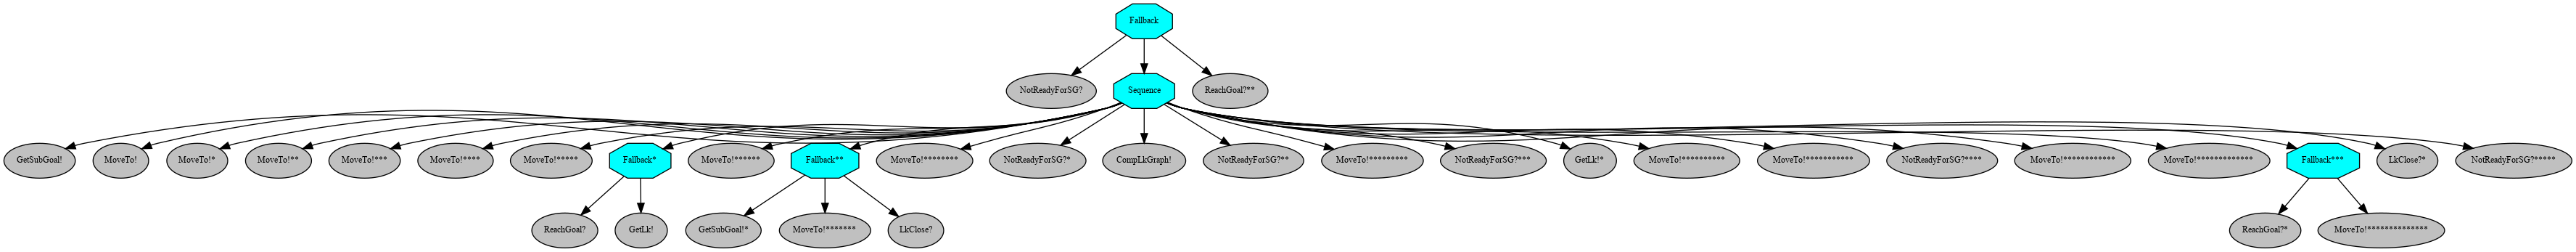 Fallback
NotReadyForSG?
Sequence
ReachGoal?**
GetSubGoal!
MoveTo!
MoveTo!*
MoveTo!**
MoveTo!***
MoveTo!****
MoveTo!*****
Fallback*
MoveTo!******
Fallback**
MoveTo!********
NotReadyForSG?*
CompLkGraph!
NotReadyForSG?**
MoveTo!*********
NotReadyForSG?***
GetLk!*
MoveTo!**********
MoveTo!***********
NotReadyForSG?****
MoveTo!************
MoveTo!*************
Fallback***
LkClose?*
NotReadyForSG?*****
ReachGoal?
GetLk!
GetSubGoal!*
MoveTo!*******
LkClose?
ReachGoal?*
MoveTo!**************